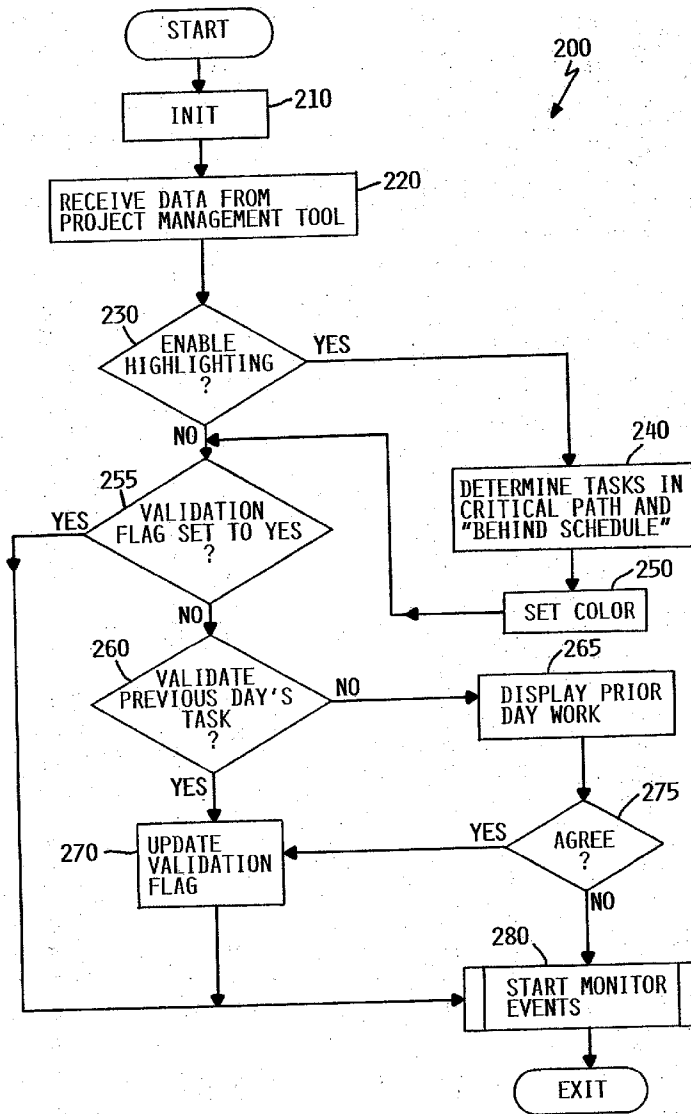 START
200
INIT
210
220
RECEIVE DATA FROM
PROJECT MANAGEMENT TOOL
230
ENABLE
HIGHLIGHTING
?
YES
NO
240
DETERMINE TASKS IN
CRITICAL PATH AND
"BEHIND SCHEDULE"
250
SET COLOR
255
YES
VALIDATION
FLAG SET TO YES
?
NO
260
VALIDATE
PREVIOUS DAY'S
TASK
?
NO
265
DISPLAY PRIOR
DAY WORK
YES
275
AGREE
?
YES
NO
270
UPDATE
VALIDATION
FLAG
280
START MONITOR
EVENTS
EXIT